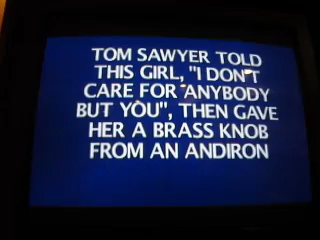 TOM SAWYER TOLD
THIS GIRL, "I DON'T
CARE FOR ANYBODY
BUT YOU", THEN GAVE
HER A BRASS KNOB
FROM AN ANDIRON